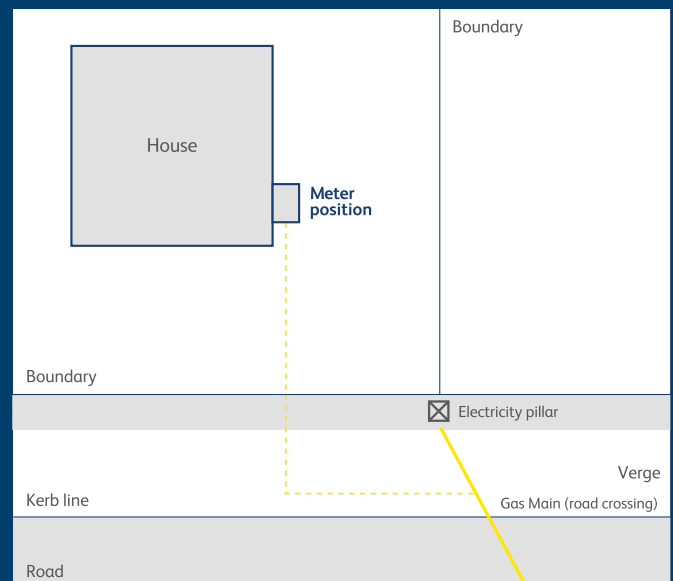 Boundary
House
Meter
position
Boundary
Electricity pillar
Verge
Kerb line
Gas Main (road crossing)
Road